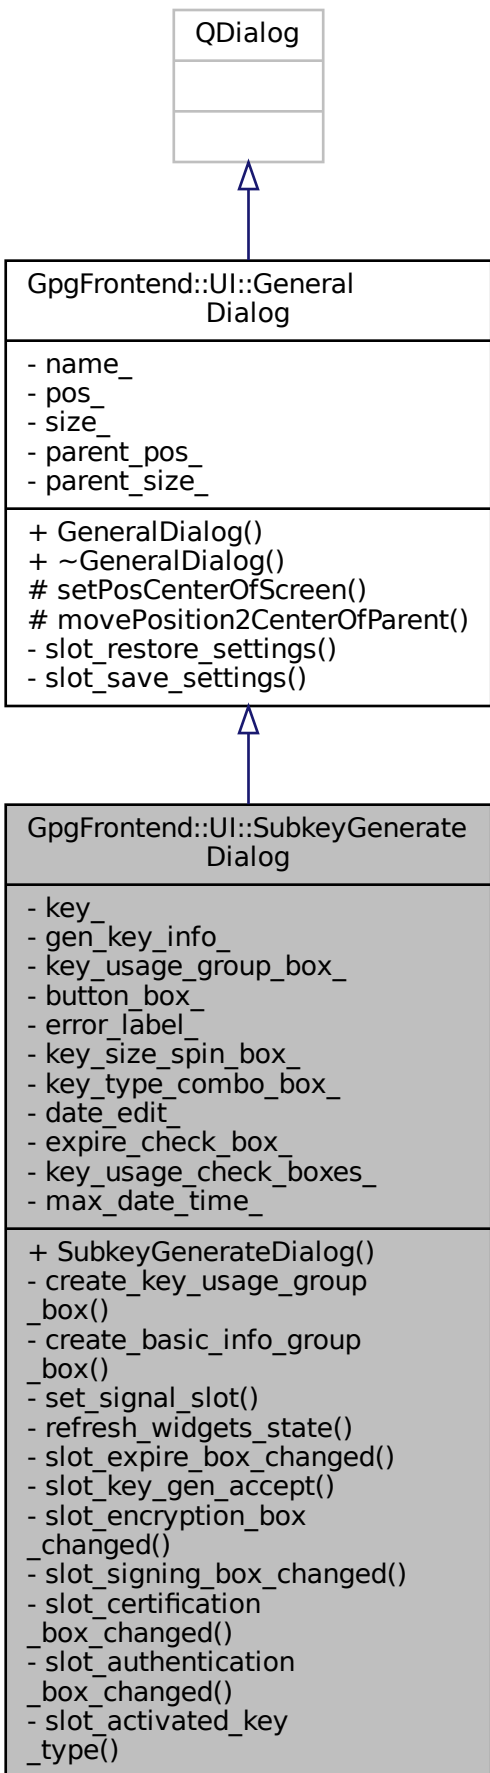 QDialog
GpgFrontend::UI::General
Dialog
- name_
- pos_
- size_
- parent_pos_
- parent_size_
+ GeneralDialog()
+ ~GeneralDialog()
# setPosCenterOfScreen()
# movePosition2CenterOfParent()
- slot_restore_settings()
- slot_save_settings()
GpgFrontend::UI::SubkeyGenerate
Dialog
- key_
- gen_key_info_
- key_usage_group_box_
- button_box_
- error_label_
- key_size_spin_box_
- key_type_combo_box_
- date_edit_
- expire_check_box_
- key_usage_check_boxes_
- max_date_time_
+ SubkeyGenerateDialog()
- create_key_usage_group
_box()
- create_basic_info_group
_box()
- set_signal_slot()
- refresh_widgets_state()
- slot_expire_box_changed()
- slot_key_gen_accept()
- slot_encryption_box
_changed()
- slot_signing_box_changed()
- slot_certification
_box_changed()
- slot_authentication
_box_changed()
- slot_activated_key
_type()